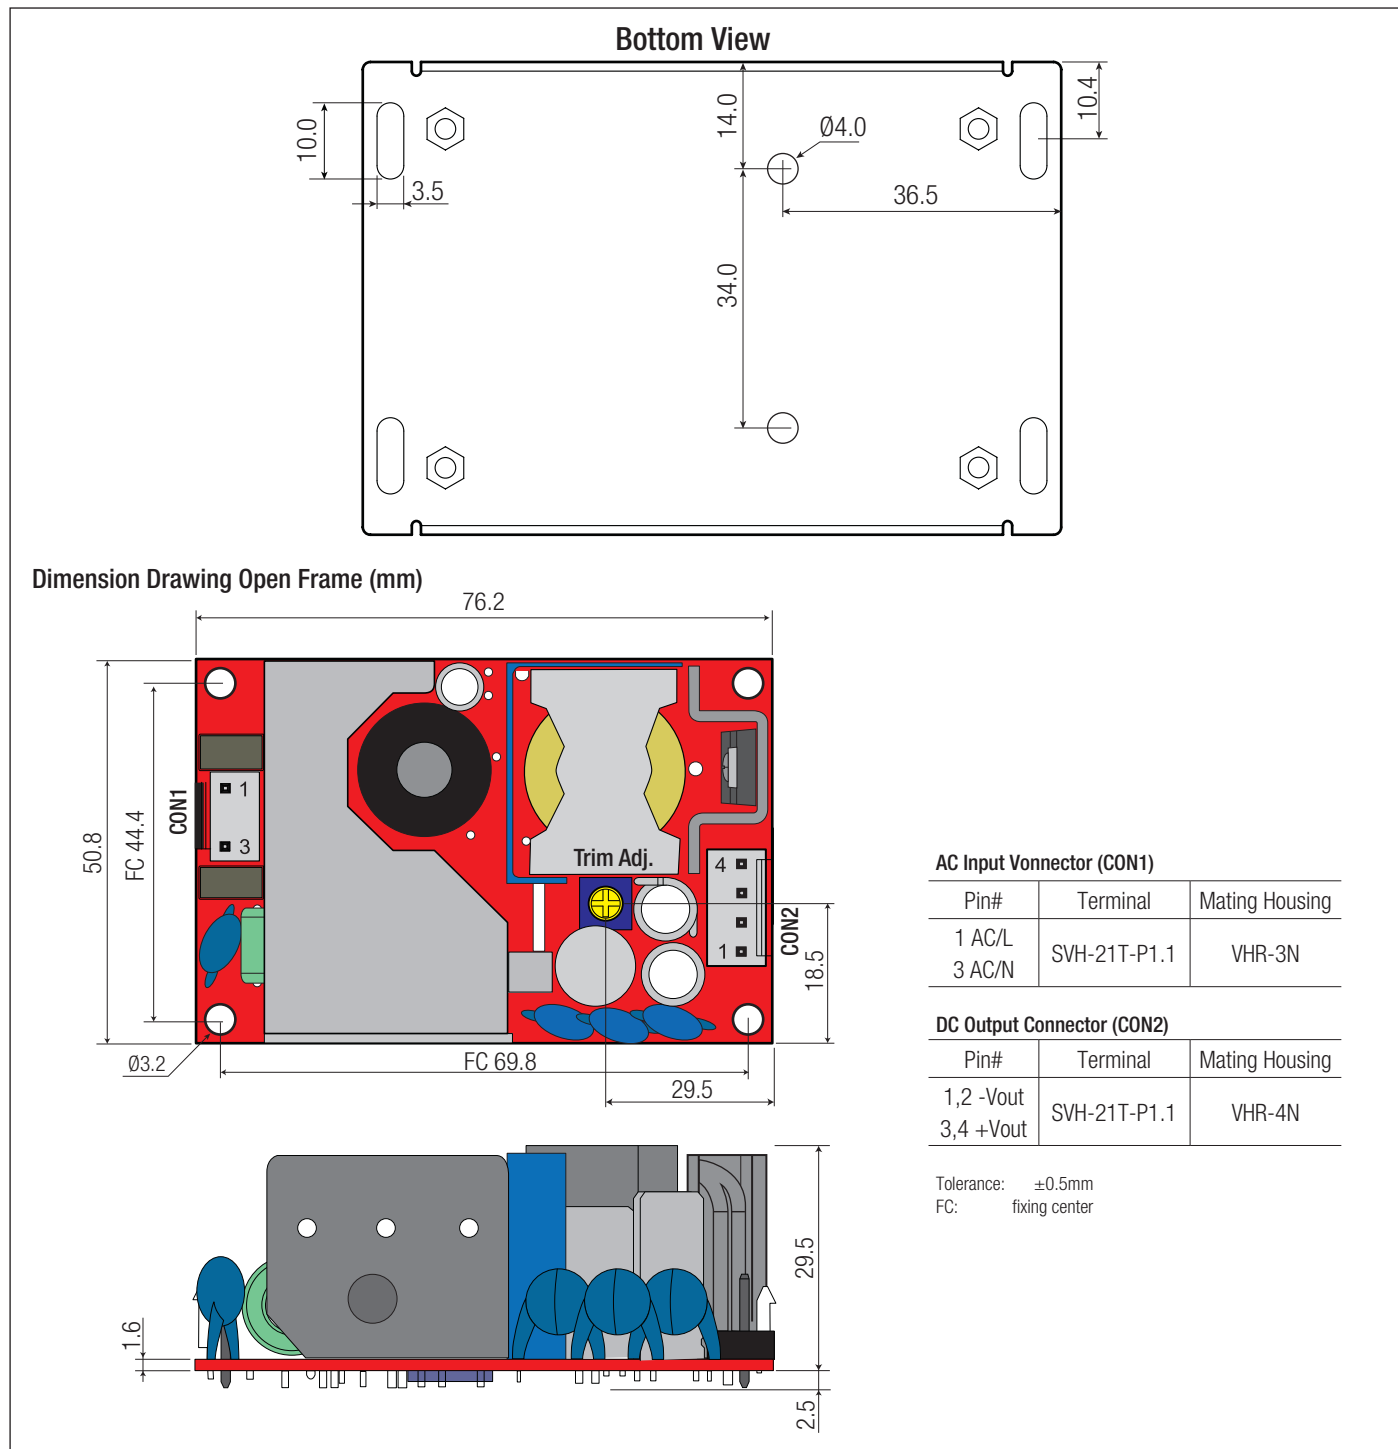 Bottom View
10.0
3.5
14.0
Ø4.0
10.4
36.5
34.0
Dimension Drawing Open Frame (mm)
76.2
50.8
FC 44.4
CON1
1
3
Trim Adj.
4
1
CON2
18.5
Ø3.2
FC 69.8
29.5
AC Input Vonnector (CON1)
Pin# Terminal Mating Housing
1 AC/L
3 AC/N
SVH-21T-P1.1 VHR-3N
DC Output Connector (CON2)
Pin# Terminal Mating Housing
1,2 -Vout
3,4 +Vout
SVH-21T-P1.1 VHR-4N
Tolerance: ±0.5mm
FC: fixing center
1.6
29.5
2.5